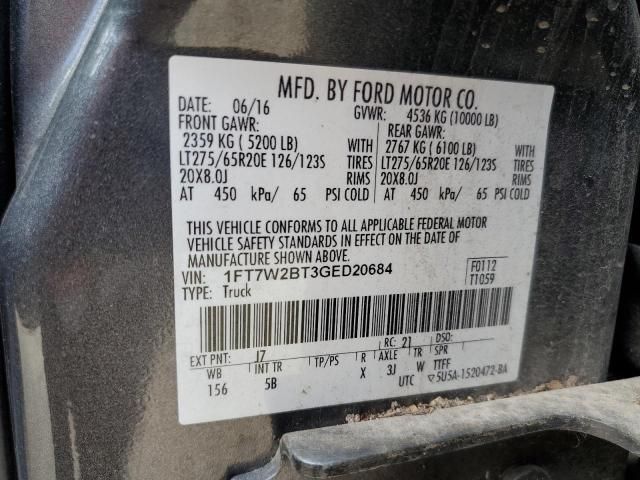 MFD. BY FORD MOTOR CO.
DATE: 06/16 GVWR: 4536 KG (10000 LB)
FRONT GAWR: REAR GAWR:
2359 KG ( 5200 LB) 2767 KG ( 6100 LB)
LT275/65R20E 126/123S TIRES LT275/65R20E 126/123S TIRES
20X8.0J RIMS 20X8.0J RIMS
AT 450 kPa/ 65 PSI COLD AT 450 kPa/ 65 PSI COLD
THIS VEHICLE CONFORMS TO ALL APPLICABLE FEDERAL MOTOR
VEHICLE SAFETY STANDARDS IN EFFECT ON THE DATE OF
MANUFACTURE SHOWN ABOVE.
VIN: 1FT7W2BT3GED20684 F0112
TYPE: Truck T1059
EXT PNT: J7 RC: 21 DSO:
WB INT TR TP/PS R AXLE TR SPR
156 5B X 3J W TTFF
UTC ▽5U5A-1520472-BA